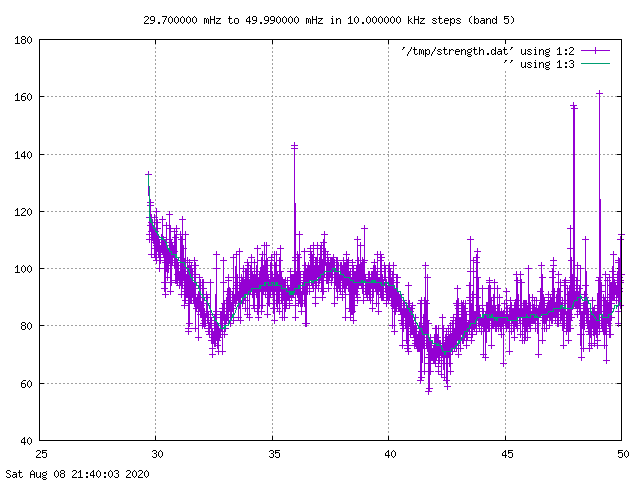 29.700000 mHz to 49.990000 mHz in 10.000000 kHz steps (band 5)
'/tmp/strength.dat' using 1:2
'' using 1:3
180
160
140
120
100
80
60
40
25 30 35 40 45 50
Sat Aug 08 21:40:03 2020